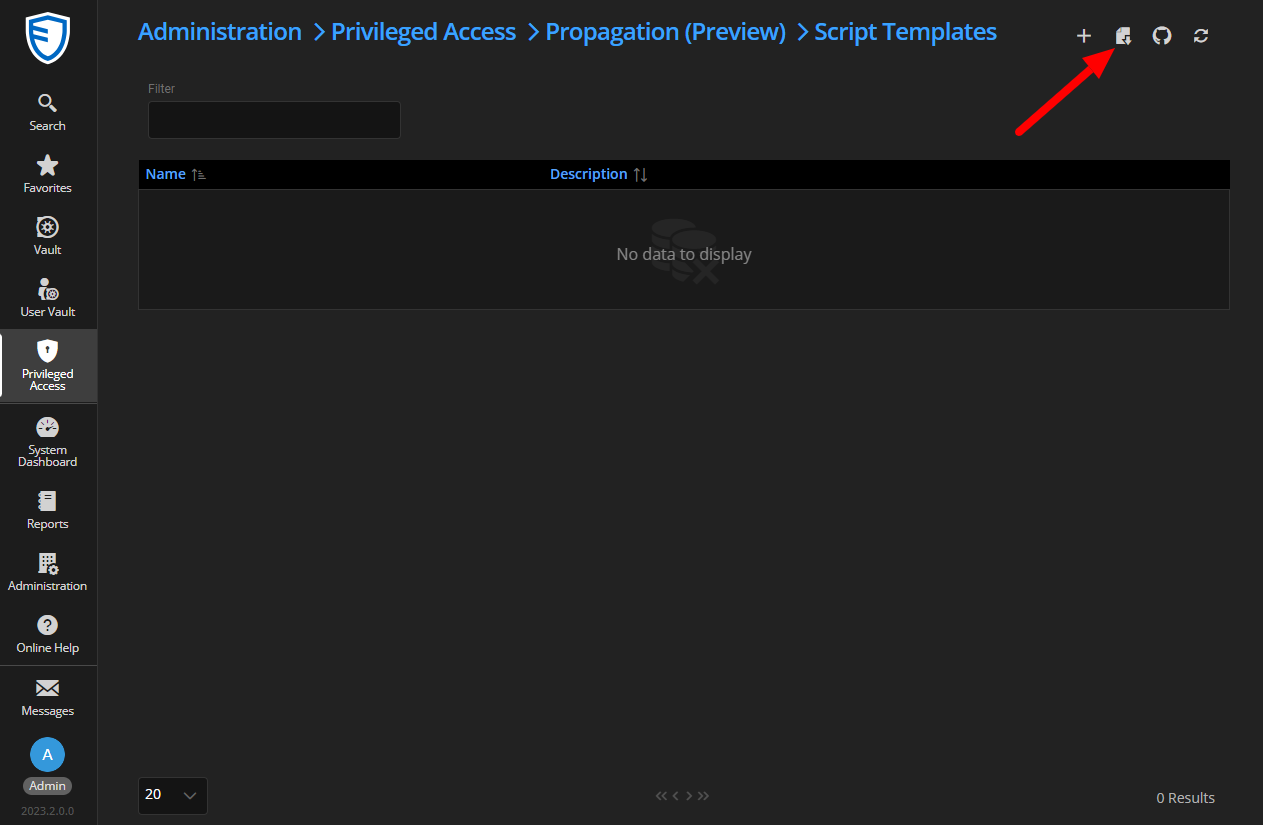 Administration > Privileged Access > Propagation (Preview) > Script Templates
Search
Favorites
Vault
User Vault
Privileged
Access
System
Dashboard
Reports
Administration
Online Help
Messages
A
Admin
2023.2.0.0
Filter
Name
Description
No data to display
20
0 Results